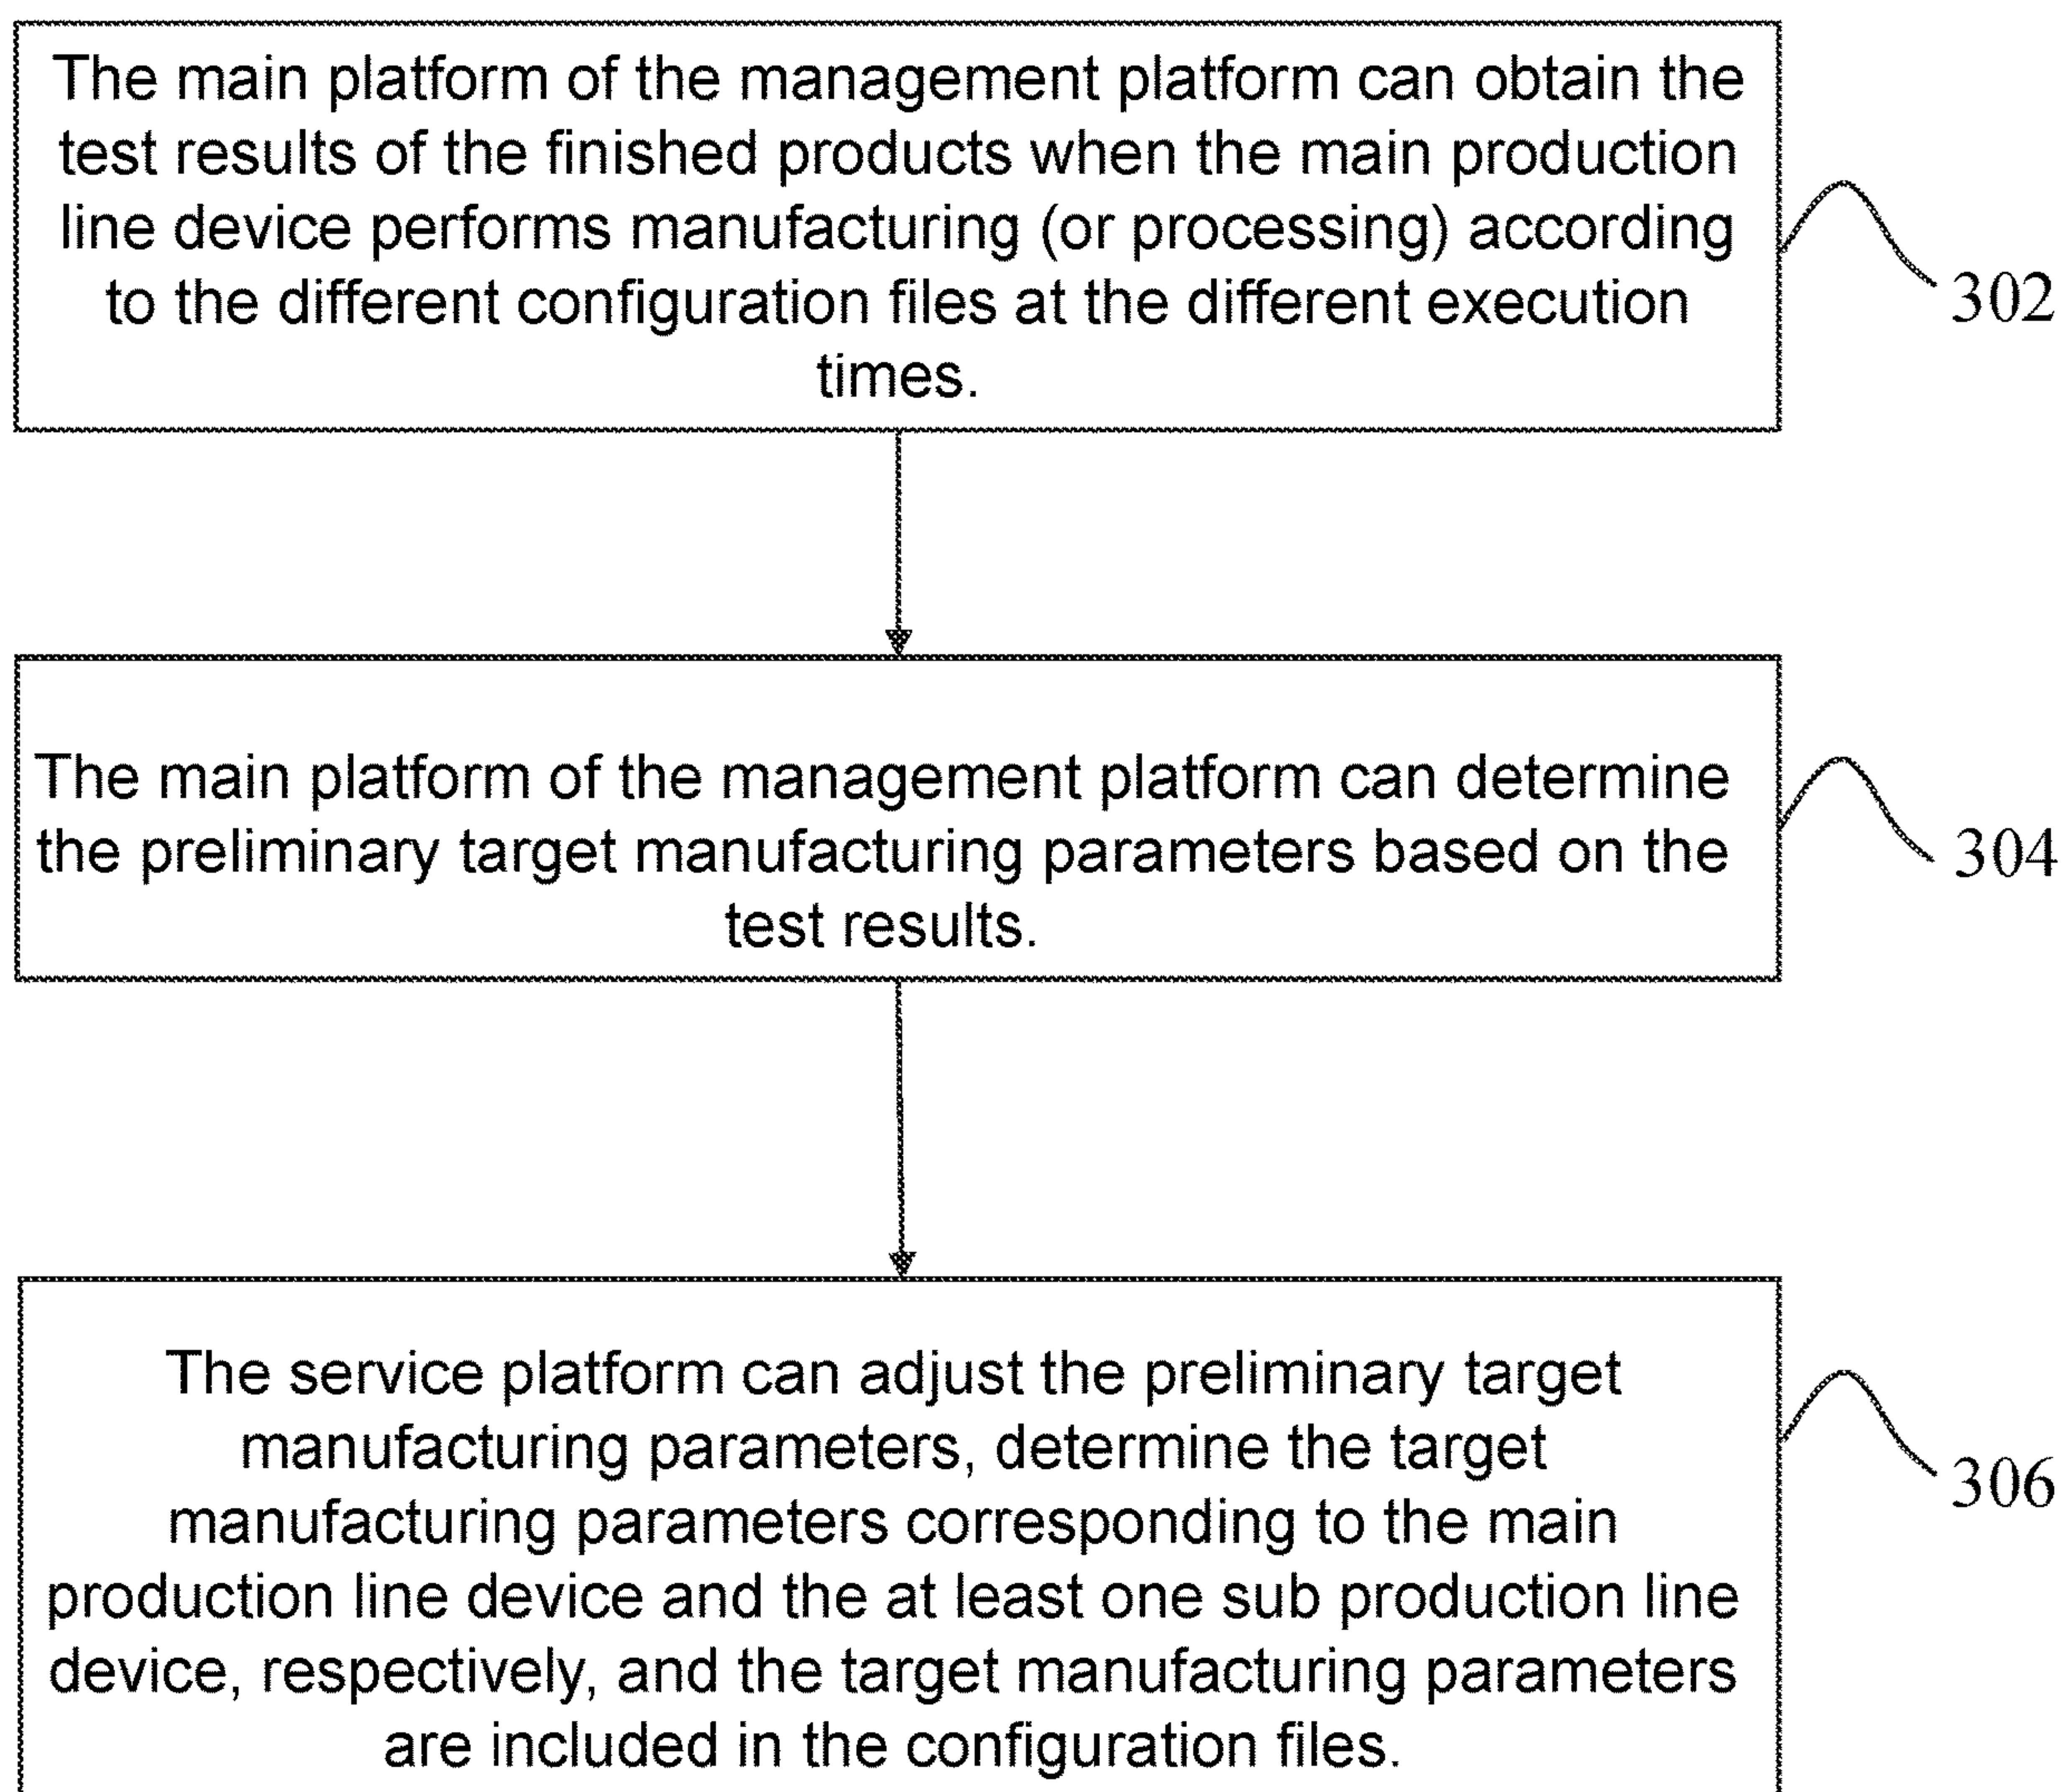 The main platform of the management platform can obtain the
test results of the finished products when the main production
line device performs manufacturing (or processing) according
to the different configuration files at the different execution
times.
302
The main platform of the management platform can determine
the preliminary target manufacturing parameters based on the
test results.
304
The service platform can adjust the preliminary target
manufacturing parameters, determine the target
manufacturing parameters corresponding to the main
production line device and the at least one sub production line
device, respectively, and the target manufacturing parameters
are included in the configuration files.
306